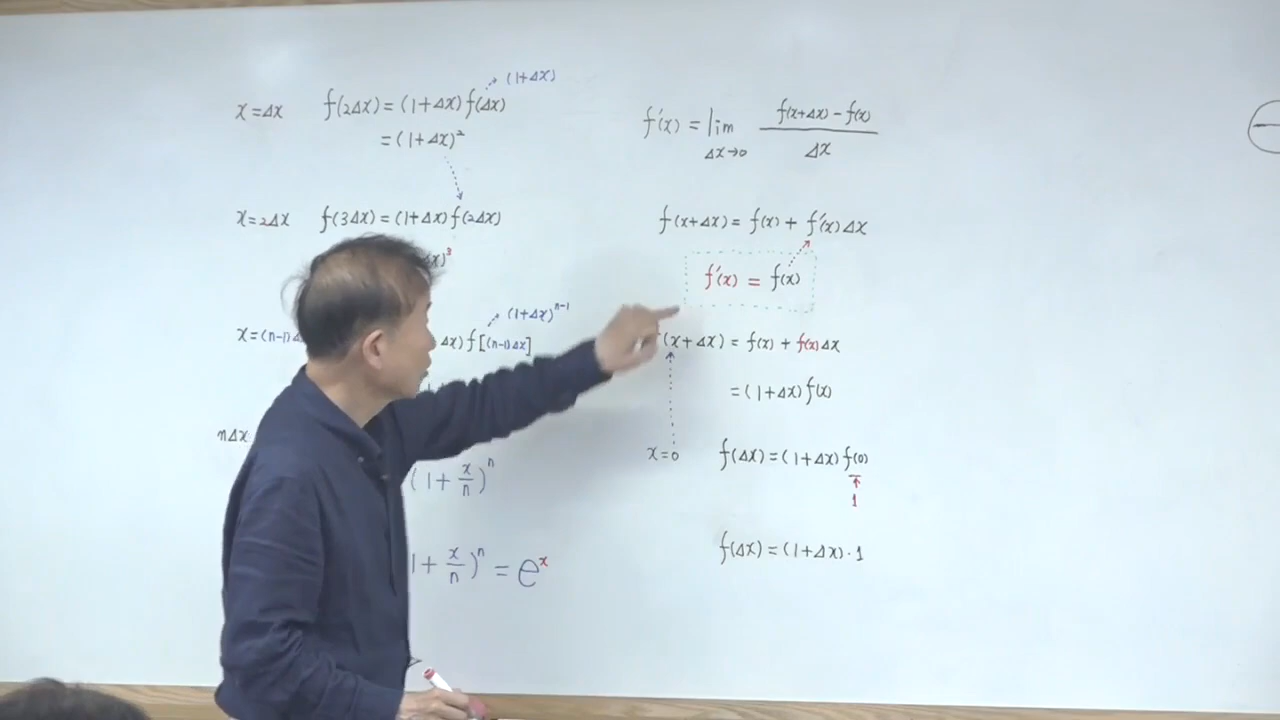 (1+Δx)
x=Δx f(2Δx) = (1+Δx) f(Δx)
= (1+Δx)²
x=2Δx f(3Δx) = (1+Δx) f(2Δx)
x)³
(1+Δx)ⁿ⁻¹
x=(n-1)Δ Δx) f[(n-1)Δx]
nΔx
(1+x/n)ⁿ
1+x/n)ⁿ = eˣ
f'(x) = lim Δx→0 f(x+Δx) - f(x) / Δx
f(x+Δx) = f(x) + f'(x)Δx
f'(x) = f(x)
(x+Δx) = f(x) + f(x)Δx
= (1+Δx) f(x)
x=0 f(Δx) = (1+Δx) f(0)
1
f(Δx) = (1+Δx)·1